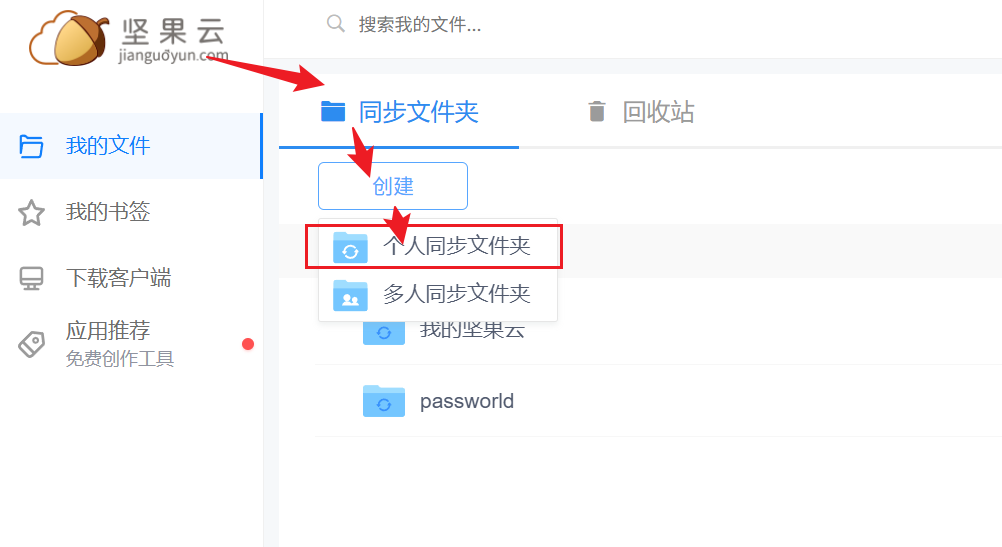 坚果云
jianguoyun.com
搜索我的文件...
同步文件夹
回收站
我的文件
创建
我的书签
个人同步文件夹
下载客户端
多人同步文件夹
应用推荐
我的坚果云
免费创作工具
passworld